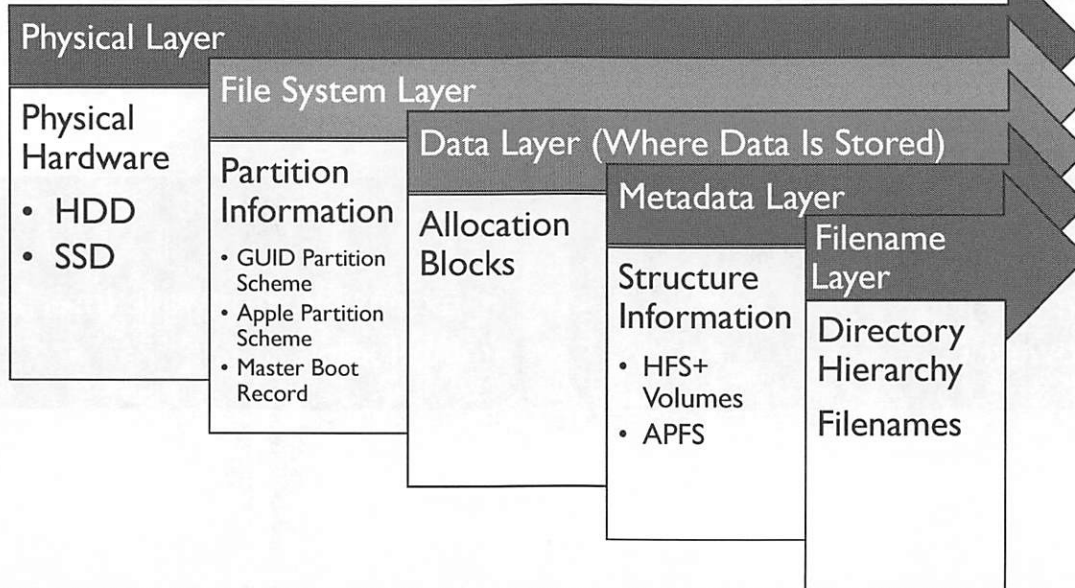 Physical Layer
Physical
Hardware
• HDD
• SSD
File System Layer
Partition
Information
• GUID Partition
Scheme
• Apple Partition
Scheme
• Master Boot
Record
Data Layer (Where Data Is Stored)
Allocation
Blocks
Metadata Layer
Structure
Information
• HFS+
Volumes
• APFS
Filename
Layer
Directory
Hierarchy
Filenames